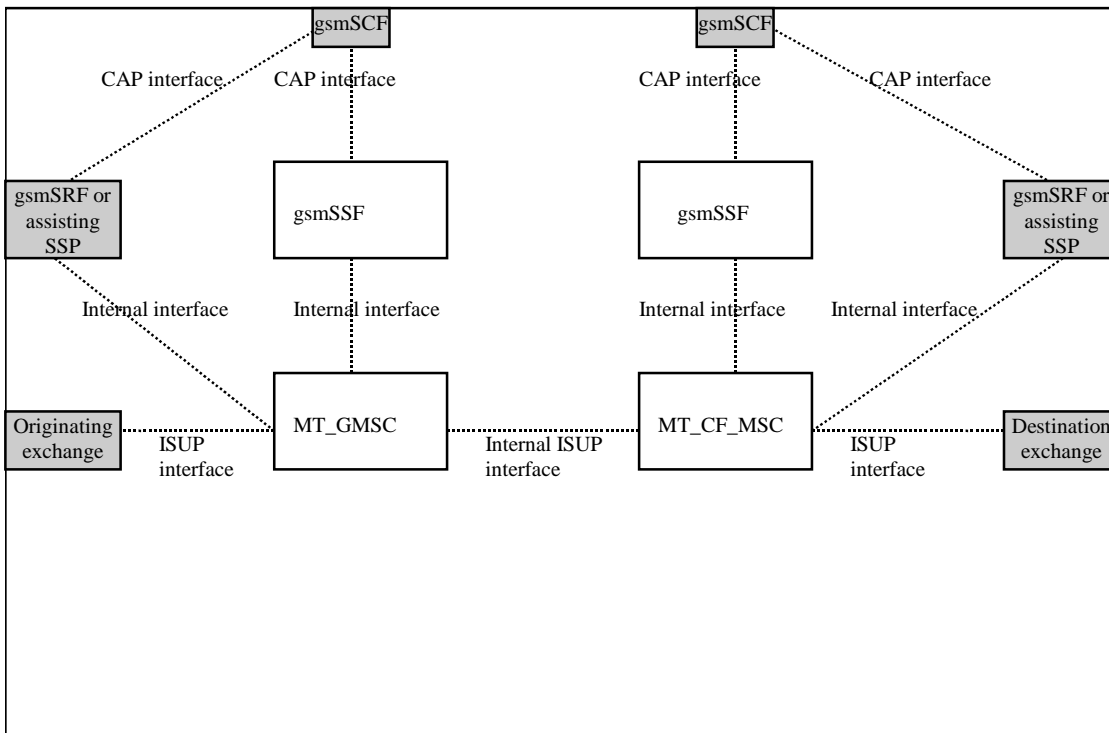 gsmSCF
gsmSCF
CAP interface
CAP interface
CAP interface
CAP interface
gsmSRF or
assisting
SSP
gsmSSF
gsmSSF
gsmSRF or
assisting
SSP
Internal interface
Internal interface
Internal interface
Internal interface
Originating
exchange
ISUP
interface
MT_GMSC
Internal ISUP
interface
MT_CF_MSC
ISUP
interface
Destination
exchange